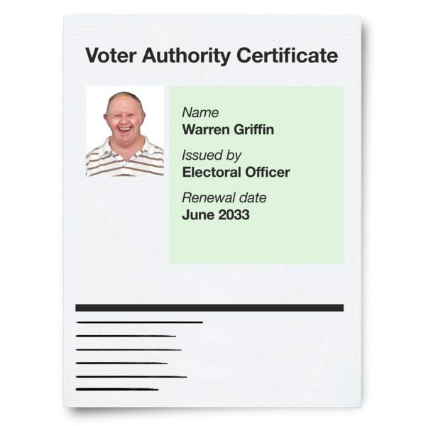 Voter Authority Certificate
Name
Warren Griffin
Issued by
Electoral Officer
Renewal date
June 2033